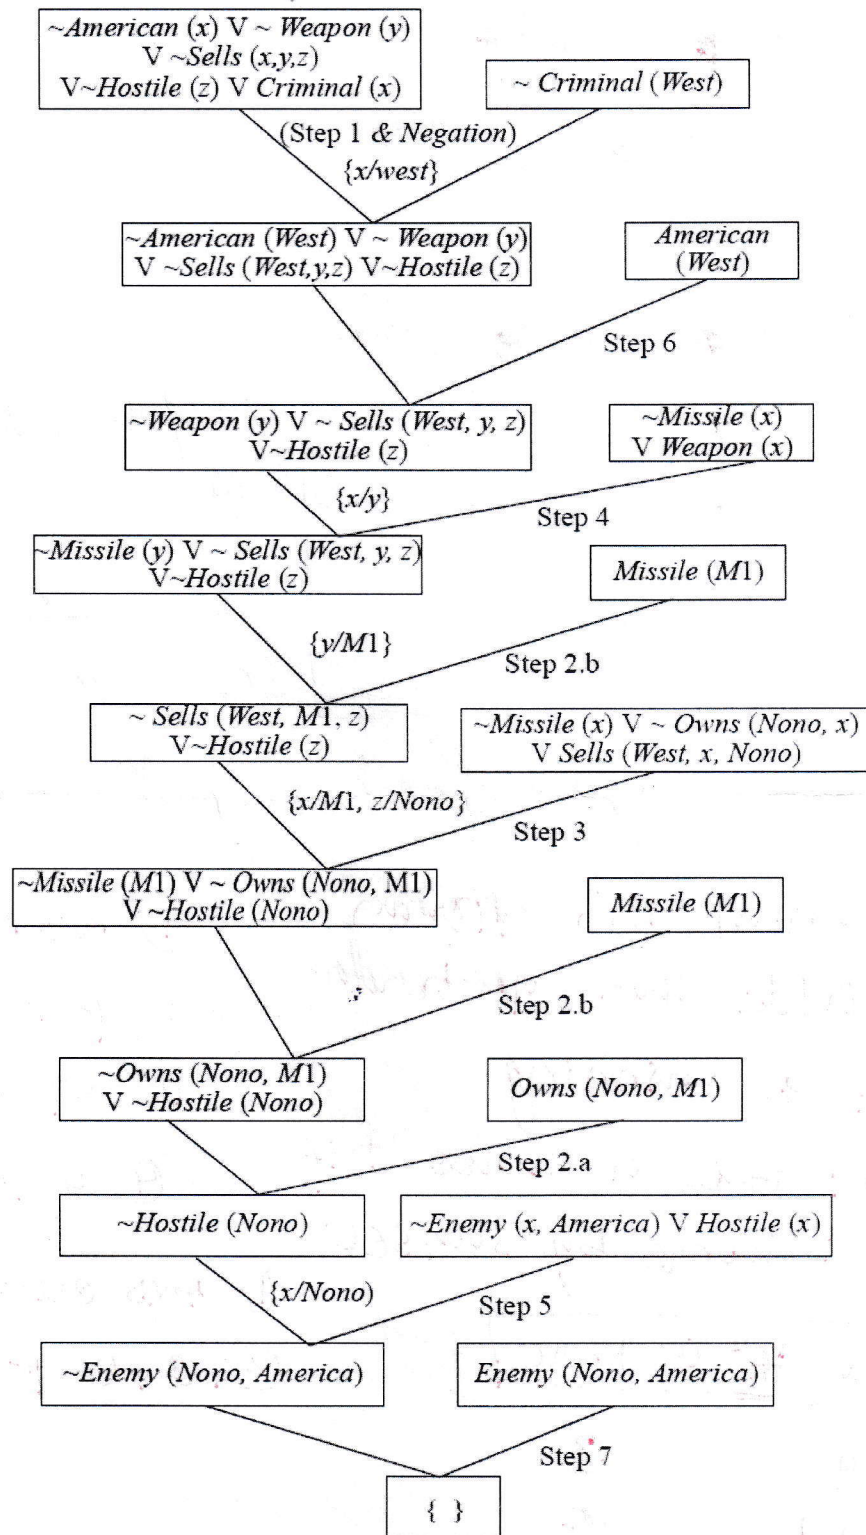 ~American (x) V ~ Weapon (y)
V ~Sells (x,y,z)
V~Hostile (z) V Criminal (x)
~ Criminal (West)
(Step 1 & Negation)
{x/west}
~American (West) V ~ Weapon (y)
V ~Sells (West,y,z) V~Hostile (z)
American
(West)
Step 6
~Weapon (y) V ~ Sells (West, y, z)
V~Hostile (z)
~Missile (x)
V Weapon (x)
{x/y}
Step 4
~Missile (y) V ~ Sells (West, y, z)
V~Hostile (z)
Missile (M1)
{y/M1}
Step 2.b
~ Sells (West, M1, z)
V~Hostile (z)
~Missile (x) V ~ Owns (Nono, x)
V Sells (West, x, Nono)
{x/M1, z/Nono}
Step 3
~Missile (M1) V ~ Owns (Nono, M1)
V ~Hostile (Nono)
Missile (M1)
Step 2.b
~Owns (Nono, M1)
V ~Hostile (Nono)
Owns (Nono, M1)
Step 2.a
~Hostile (Nono)
~Enemy (x, America) V Hostile (x)
{x/Nono)
Step 5
~Enemy (Nono, America)
Enemy (Nono, America)
Step 7
{ }